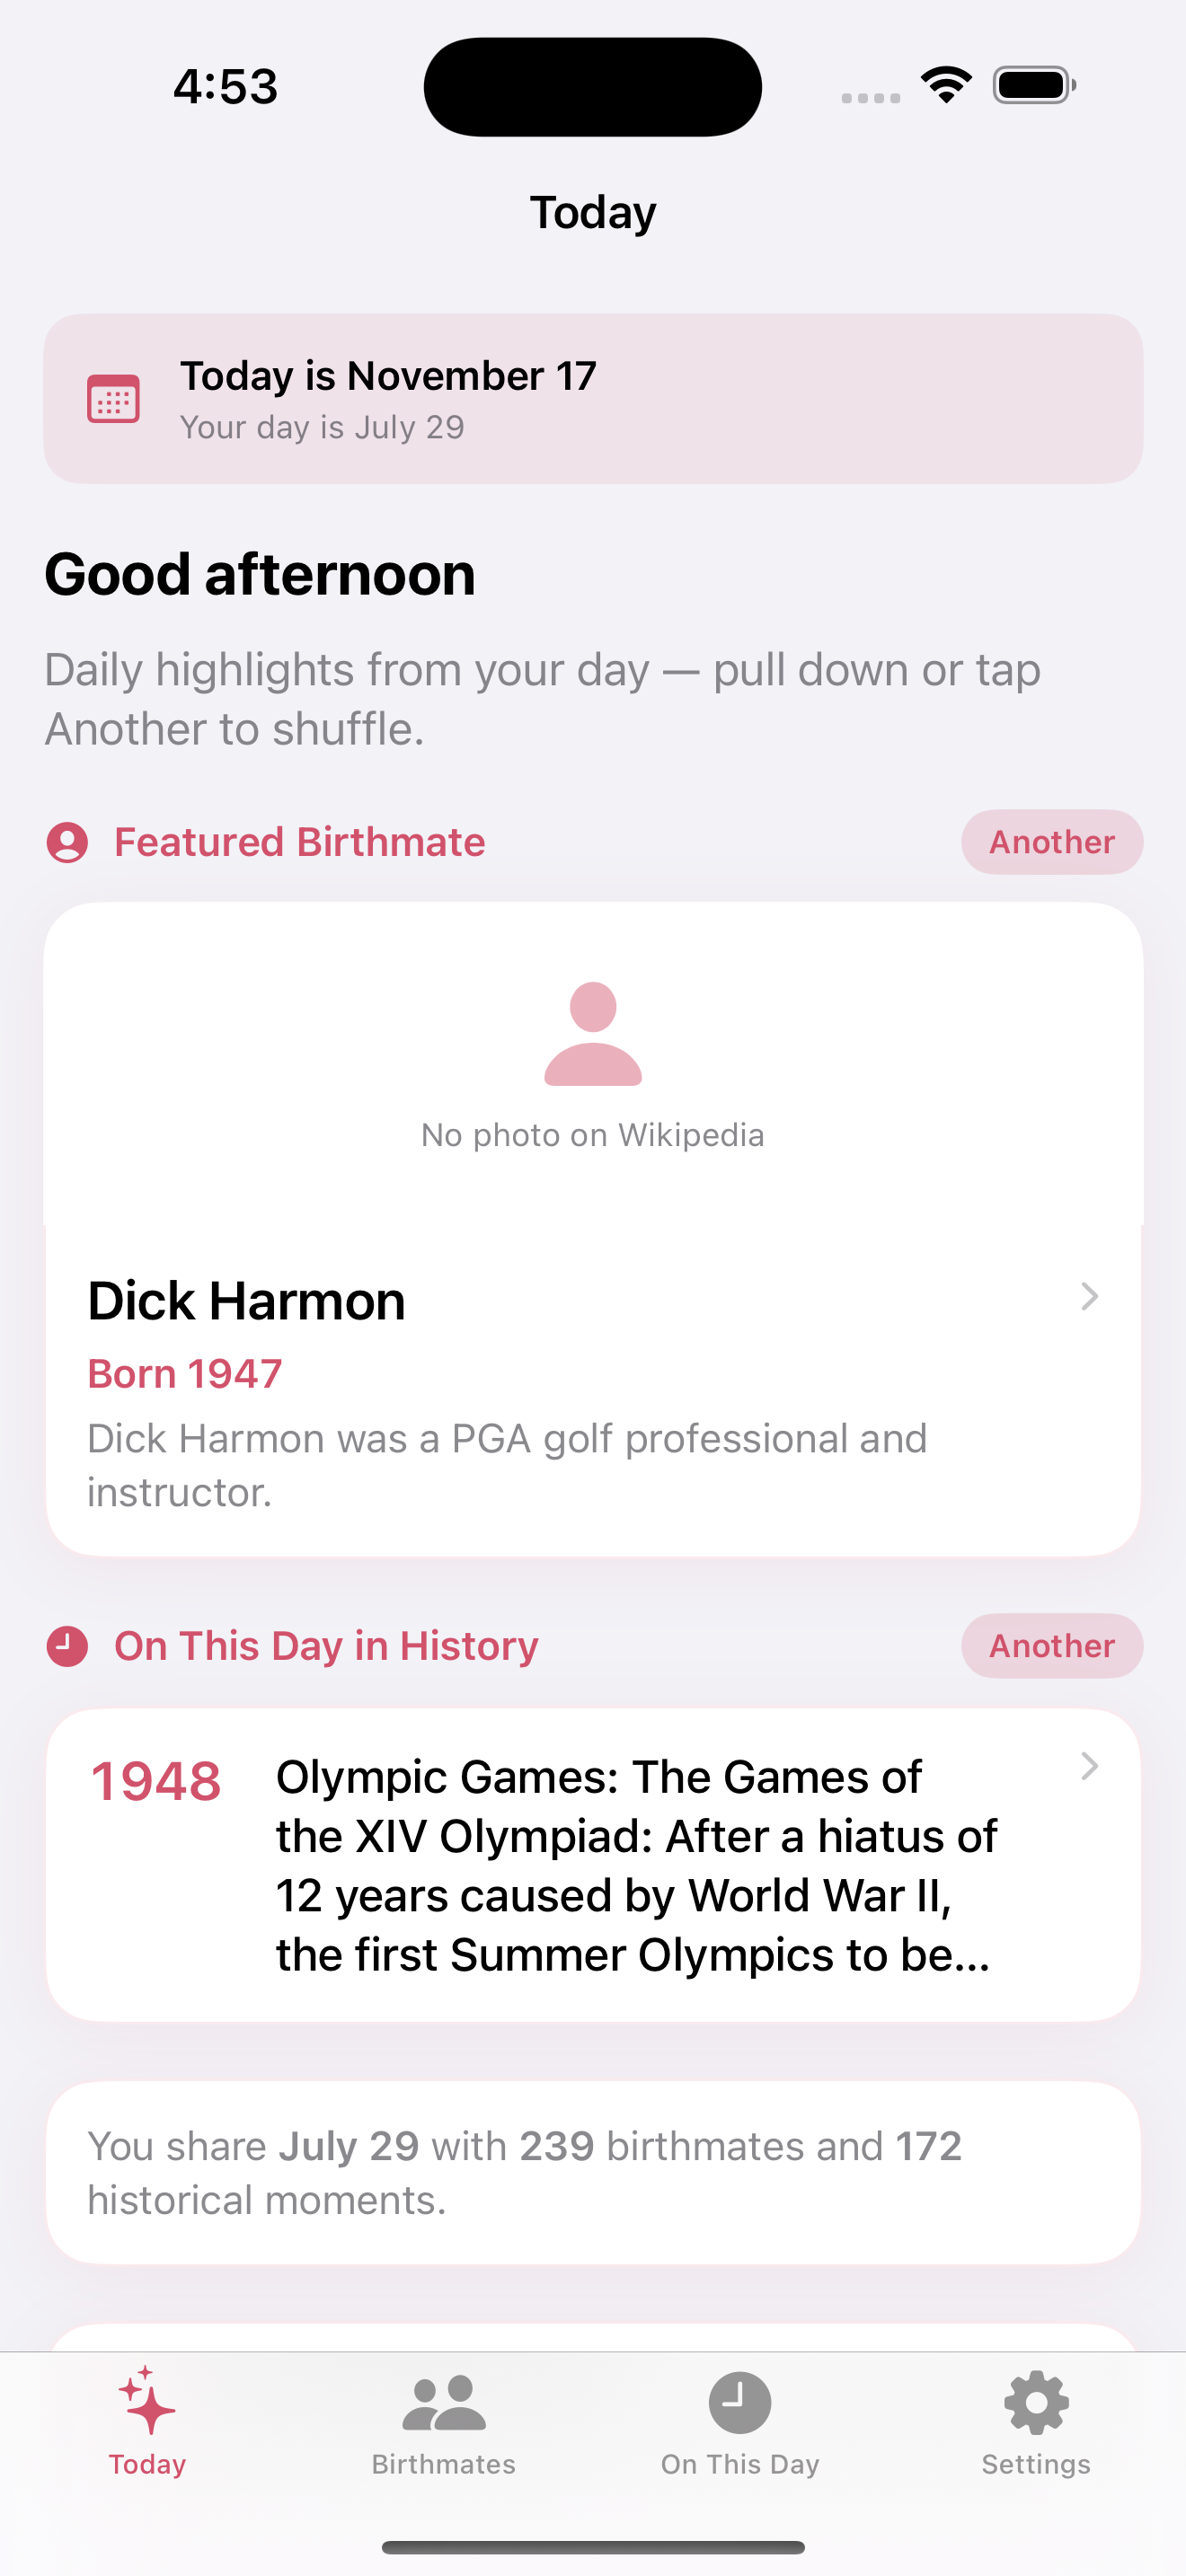 4:53
Today
Today is November 17
Your day is July 29
Good afternoon
Daily highlights from your day — pull down or tap
Another to shuffle.
Featured Birthmate
Another
No photo on Wikipedia
Dick Harmon
Born 1947
Dick Harmon was a PGA golf professional and
instructor.
On This Day in History
Another
1948
Olympic Games: The Games of
the XIV Olympiad: After a hiatus of
12 years caused by World War II,
the first Summer Olympics to be...
You share July 29 with 239 birthmates and 172
historical moments.
Today
Birthmates
On This Day
Settings